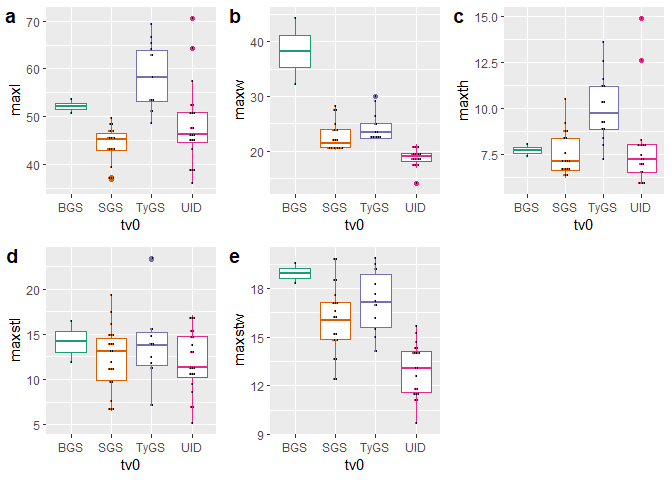 a
maxl
70
60
50
40
BGS SGS TyGS UID
tv0
b
maxw
40
30
20
BGS SGS TyGS UID
tv0
c
maxth
15.0
12.5
10.0
7.5
BGS SGS TyGS UID
tv0
d
maxstl
20
15
10
5
BGS SGS TyGS UID
tv0
e
maxstw
18
15
12
9
BGS SGS TyGS UID
tv0